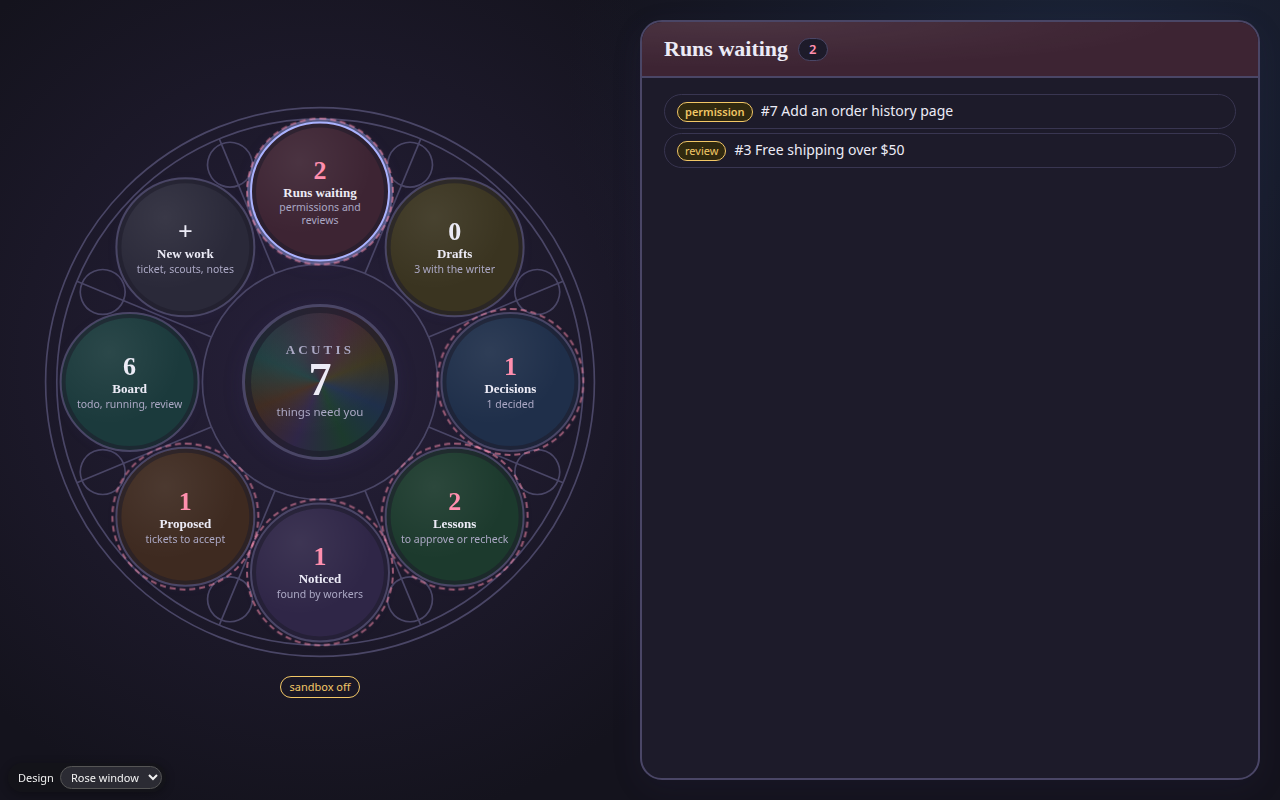 2
Runs waiting
permissions and
reviews
+
New work
ticket, scouts, notes
0
Drafts
3 with the writer
6
Board
todo, running, review
ACUTIS
7
things need you
1
Decisions
1 decided
1
Proposed
tickets to accept
2
Lessons
to approve or recheck
1
Noticed
found by workers
sandbox off
Design Rose window
Runs waiting 2
permission #7 Add an order history page
review #3 Free shipping over $50